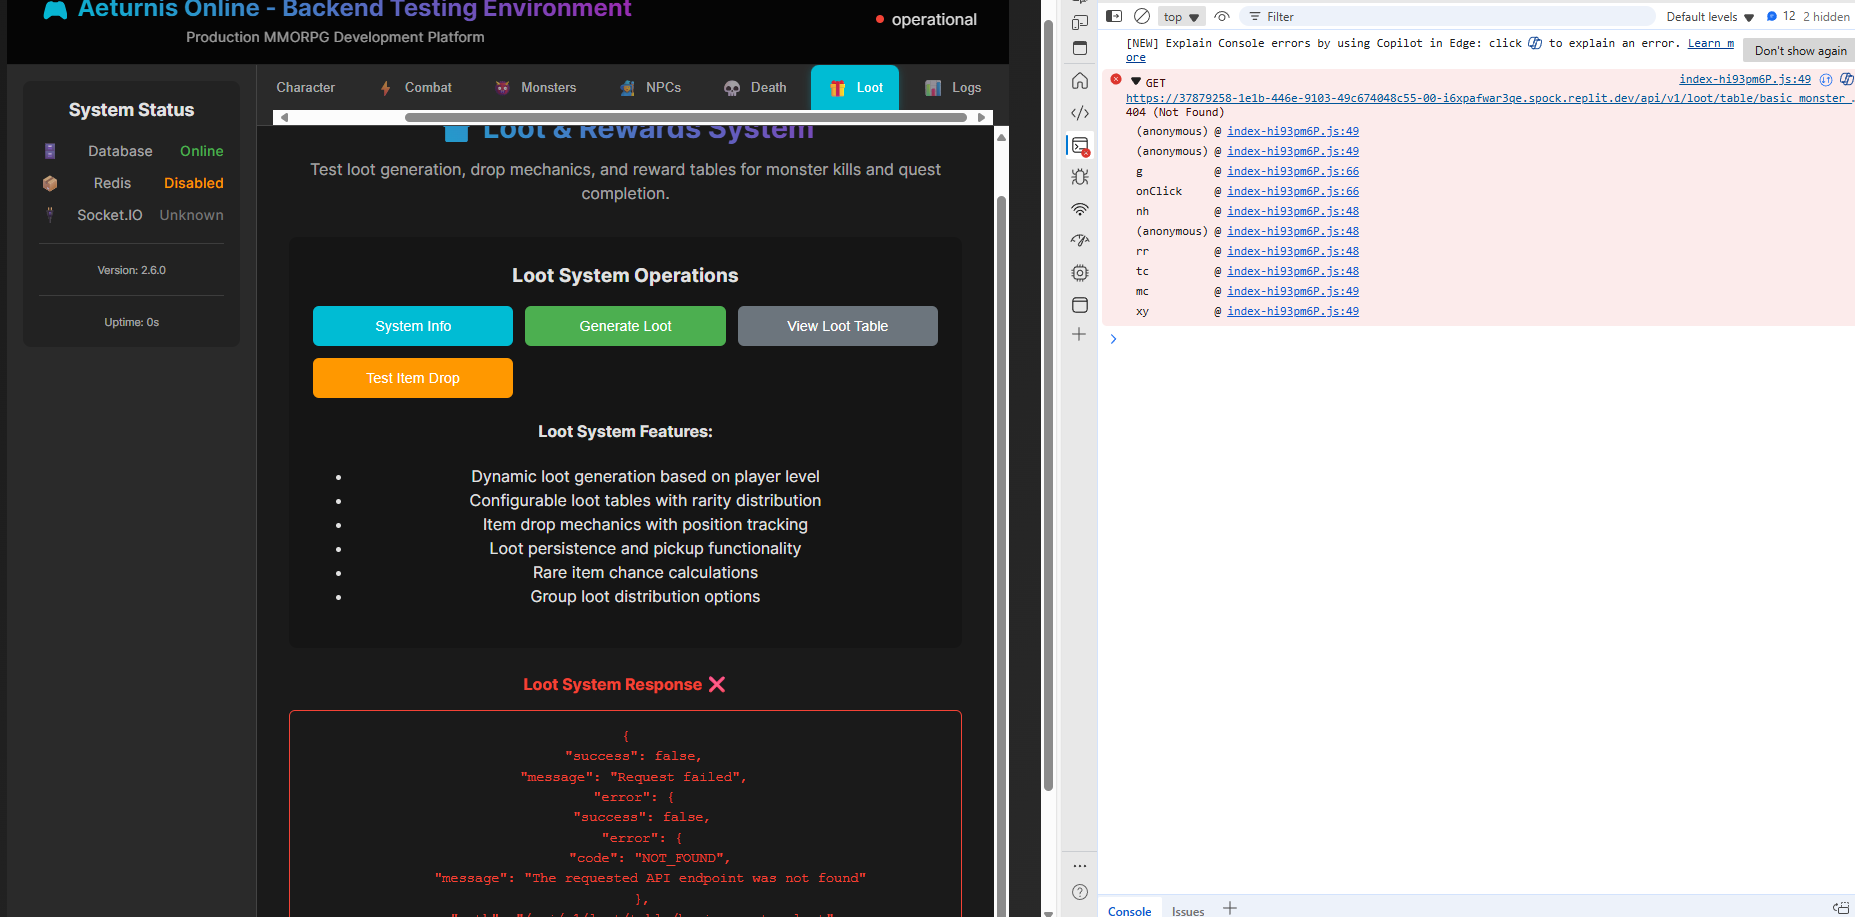 Aeturnis Online - Backend Testing Environment
Production MMORPG Development Platform
operational
System Status
Database Online
Redis Disabled
Socket.IO Unknown
Version: 2.6.0
Uptime: 0s
Character Combat Monsters NPCs Death Loot Logs
Loot & Rewards System
Test loot generation, drop mechanics, and reward tables for monster kills and quest
completion.
Loot System Operations
System Info Generate Loot View Loot Table
Test Item Drop
Loot System Features:
Dynamic loot generation based on player level
Configurable loot tables with rarity distribution
Item drop mechanics with position tracking
Loot persistence and pickup functionality
Rare item chance calculations
Group loot distribution options
Loot System Response
{
"success": false,
"message": "Request failed",
"error": {
"success": false,
"error": {
"code": "NOT_FOUND",
"message": "The requested API endpoint was not found"
},
top Filter Default levels 12 2 hidden
[NEW] Explain Console errors by using Copilot in Edge: click to explain an error. Learn m
ore
Don't show again
GET index-hi93pm6P.js:49
https://37879258-1e1b-446e-9103-49c674048c55-00-i6xpafwar3qe.spock.replit.dev/api/v1/loot/table/basic_monster_…
404 (Not Found)
(anonymous) @ index-hi93pm6P.js:49
(anonymous) @ index-hi93pm6P.js:49
g @ index-hi93pm6P.js:66
onClick @ index-hi93pm6P.js:66
nh @ index-hi93pm6P.js:48
(anonymous) @ index-hi93pm6P.js:48
rr @ index-hi93pm6P.js:48
tc @ index-hi93pm6P.js:48
mc @ index-hi93pm6P.js:49
xy @ index-hi93pm6P.js:49
Console Issues